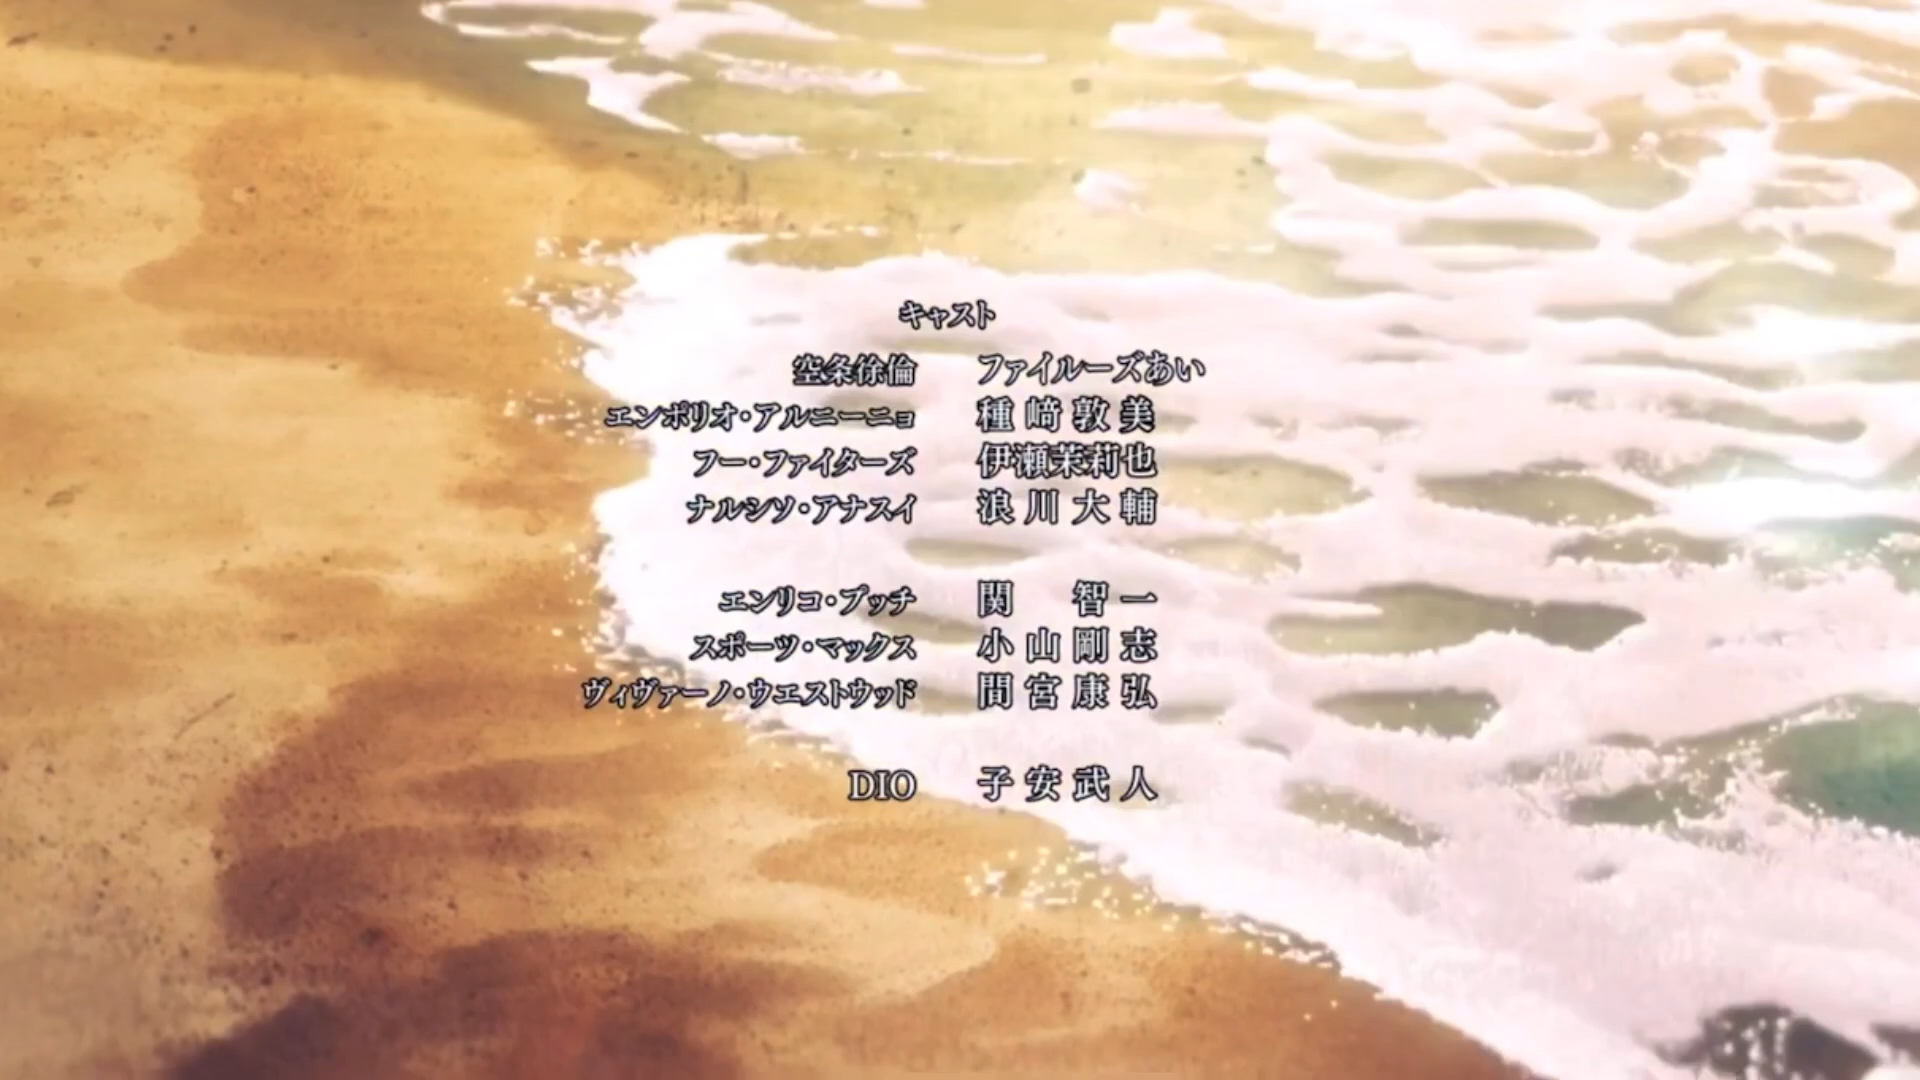 キャスト
空条徐倫 ファイルーズあい
エンポリオ・アルニーニョ 種﨑敦美
フー・ファイターズ 伊瀬茉莉也
ナルシソ・アナスイ 浪川大輔
エンリコ・プッチ 関智一
スポーツ・マックス 小山剛志
ヴィヴァーノ・ウエストウッド 間宮康弘
DIO 子安武人